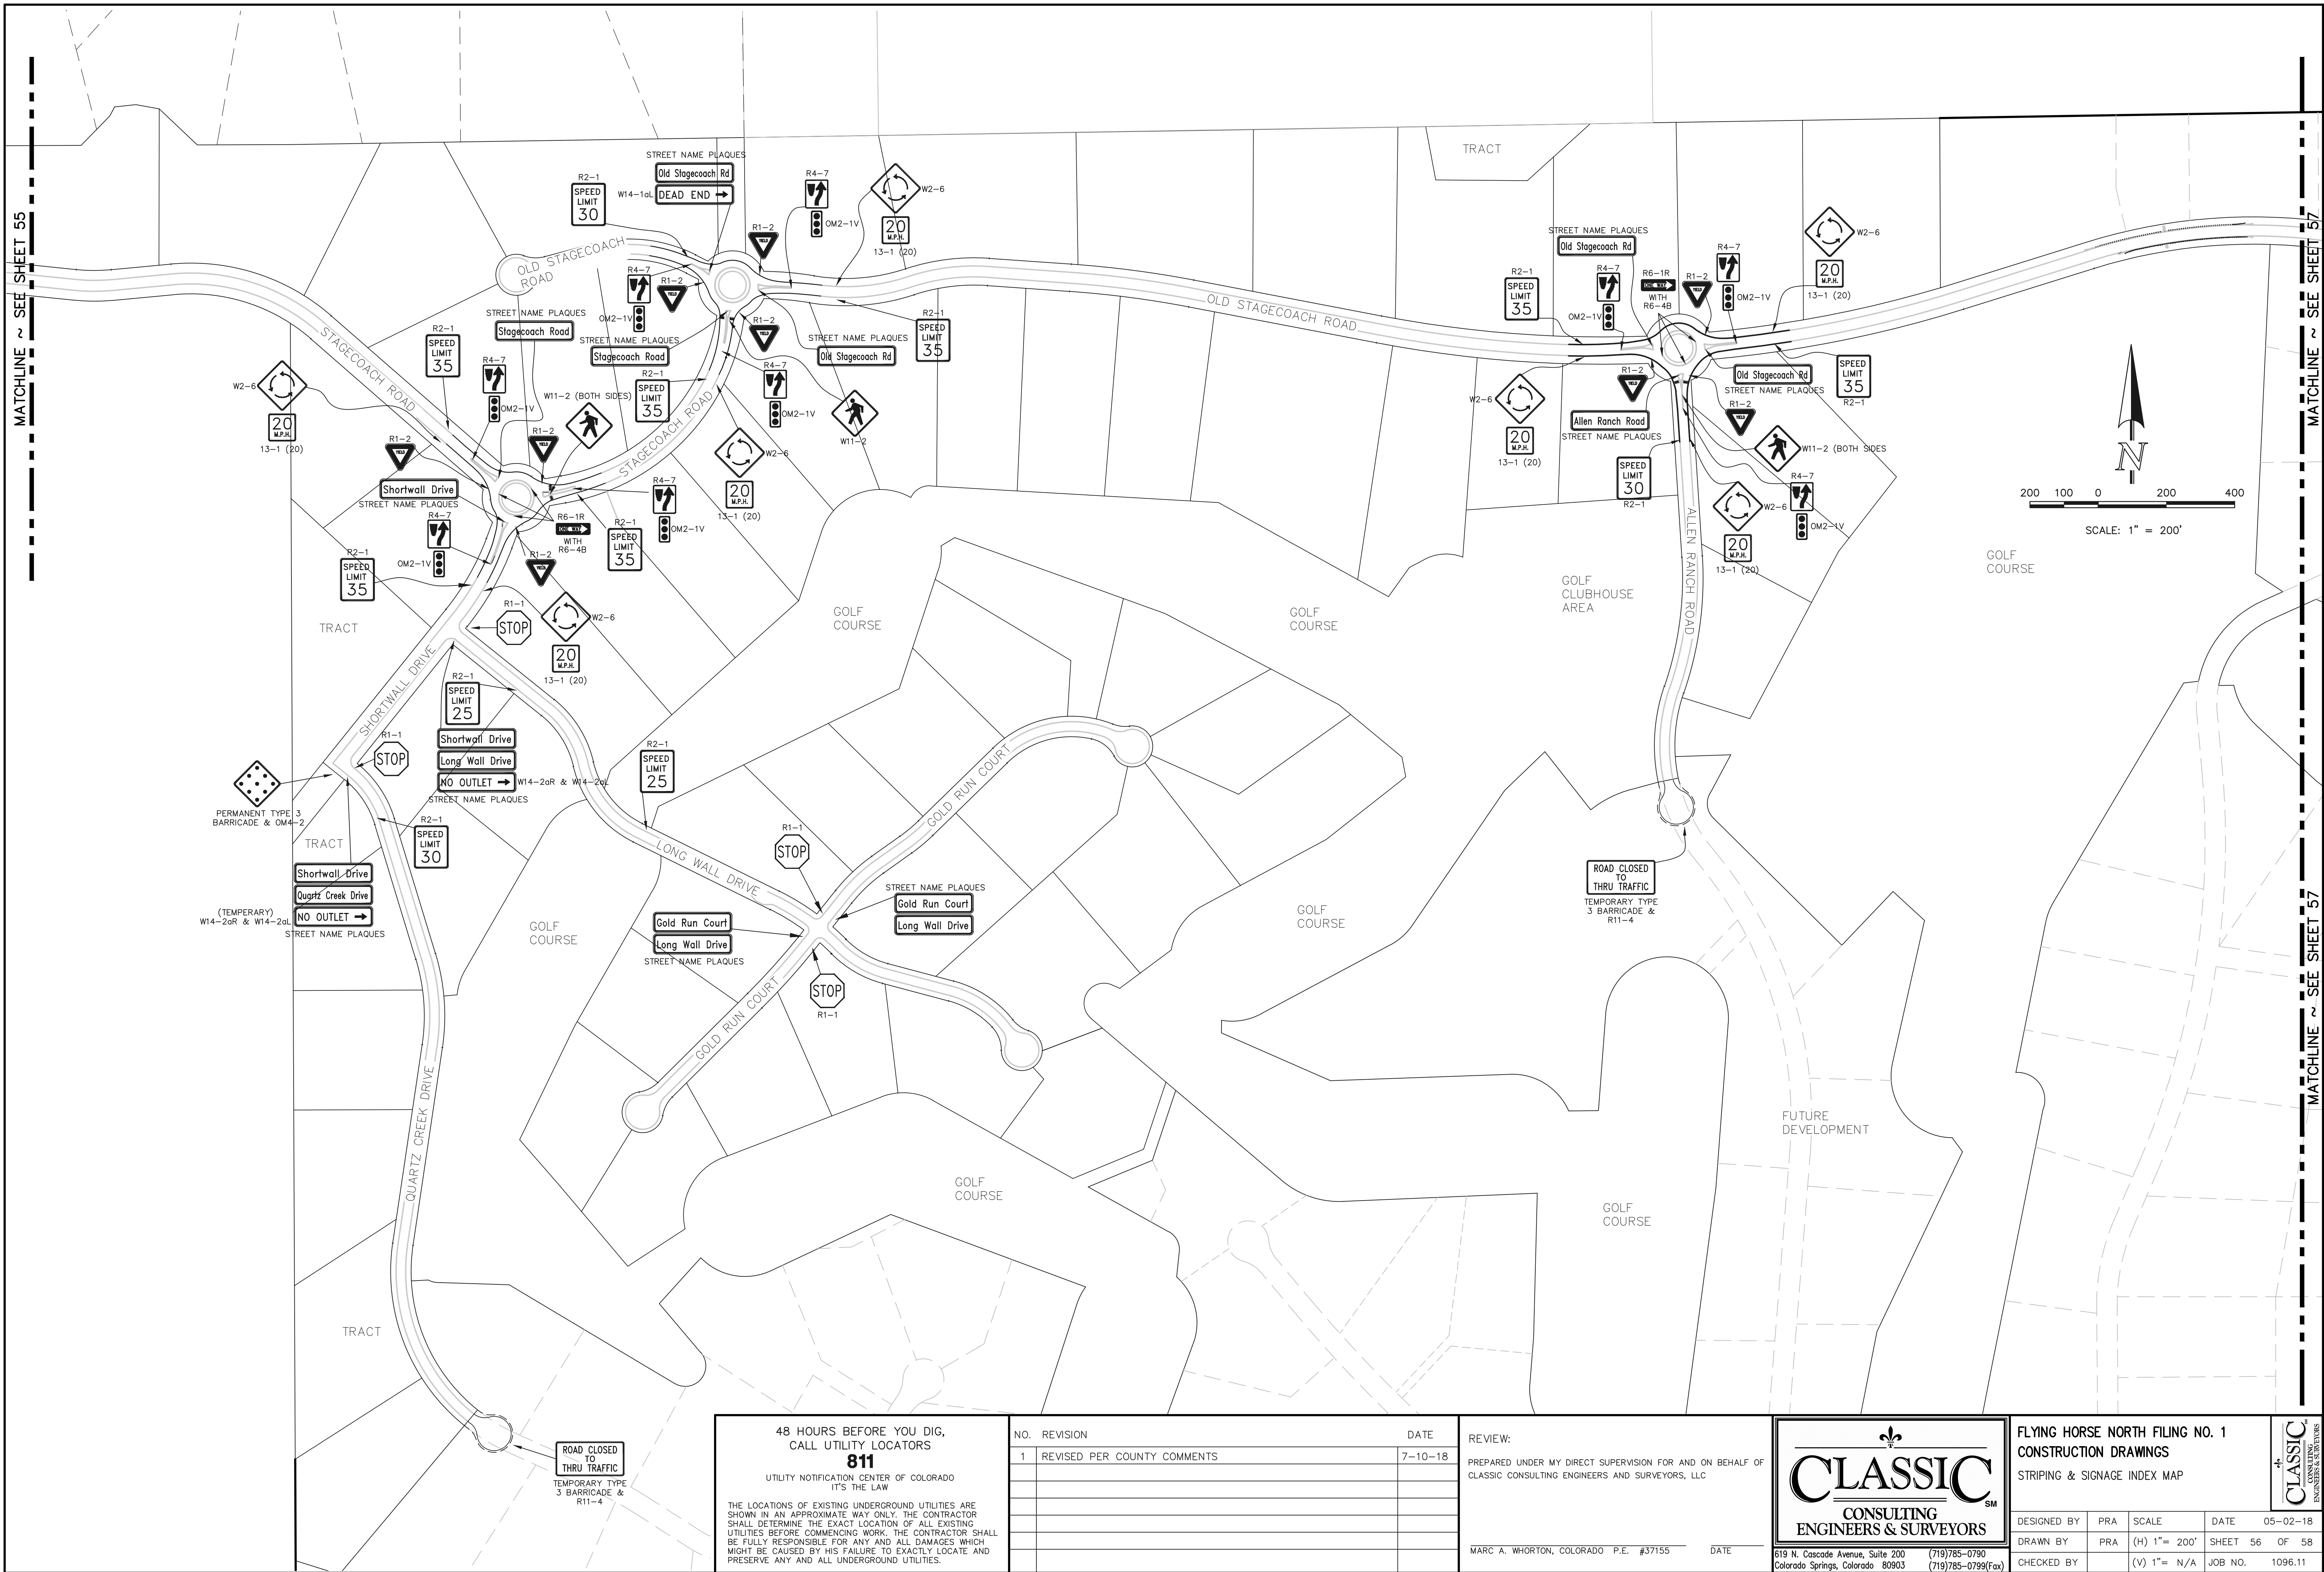 MATCHLINE ~ SEE SHEET 55
MATCHLINE ~ SEE SHEET 57
MATCHLINE ~ SEE SHEET 57
TRACT
STREET NAME PLAQUES
Old Stagecoach Rd
W14-1aL DEAD END
R2-1
SPEED
LIMIT
30
R4-7
OM2-1V
W2-6
20
M.P.H.
13-1 (20)
R1-2
YIELD
OLD STAGECOACH
ROAD
R4-7
R1-2
YIELD
OM2-1V
STREET NAME PLAQUES
Stagecoach Road
STREET NAME PLAQUES
Stagecoach Road
R1-2
YIELD
STREET NAME PLAQUES
Old Stagecoach Rd
R2-1
SPEED
LIMIT
35
OLD STAGECOACH ROAD
STAGECOACH ROAD
R2-1
SPEED
LIMIT
35
R4-7
OM2-1V
W2-6
20
M.P.H.
13-1 (20)
W11-2 (BOTH SIDES)
R2-1
SPEED
LIMIT
35
R4-7
OM2-1V
W11-2
STAGECOACH ROAD
W2-6
20
M.P.H.
13-1 (20)
R1-2
YIELD
R1-2
YIELD
Shortwall Drive
STREET NAME PLAQUES
R4-7
OM2-1V
R4-7
OM2-1V
R6-1R
ONE WAY
WITH
R6-4B
R2-1
SPEED
LIMIT
35
R2-1
SPEED
LIMIT
35
R1-2
YIELD
W2-6
20
M.P.H.
13-1 (20)
R1-1
STOP
TRACT
SHORTWALL DRIVE
R2-1
SPEED
LIMIT
25
Shortwall Drive
Long Wall Drive
NO OUTLET W14-2aR & W14-2aL
STREET NAME PLAQUES
R1-1
STOP
PERMANENT TYPE 3
BARRICADE & OM4-2
TRACT
R2-1
SPEED
LIMIT
30
Shortwall Drive
Quartz Creek Drive
NO OUTLET
(TEMPORARY)
W14-2aR & W14-2aL
STREET NAME PLAQUES
R2-1
SPEED
LIMIT
25
LONG WALL DRIVE
GOLD RUN COURT
R1-1
STOP
STREET NAME PLAQUES
Gold Run Court
Long Wall Drive
Gold Run Court
Long Wall Drive
STREET NAME PLAQUES
STOP
R1-1
GOLD RUN COURT
QUARTZ CREEK DRIVE
TRACT
ROAD CLOSED
TO
THRU TRAFFIC
TEMPORARY TYPE
3 BARRICADE &
R11-4
GOLF
COURSE
GOLF
COURSE
GOLF
COURSE
GOLF
COURSE
GOLF
COURSE
GOLF
COURSE
GOLF
COURSE
GOLF
CLUBHOUSE
AREA
FUTURE
DEVELOPMENT
STREET NAME PLAQUES
Old Stagecoach Rd
R2-1
SPEED
LIMIT
35
R4-7
OM2-1V
R6-1R
ONE WAY
WITH
R6-4B
R1-2
YIELD
R4-7
OM2-1V
W2-6
20
M.P.H.
13-1 (20)
W2-6
20
M.P.H.
13-1 (20)
R1-2
YIELD
Allen Ranch Road
STREET NAME PLAQUES
Old Stagecoach Rd
STREET NAME PLAQUES
SPEED
LIMIT
35
R2-1
R1-2
YIELD
W11-2 (BOTH SIDES
SPEED
LIMIT
30
R2-1
W2-6
20
M.P.H.
13-1 (20)
R4-7
OM2-1V
ALLEN RANCH ROAD
ROAD CLOSED
TO
THRU TRAFFIC
TEMPORARY TYPE
3 BARRICADE &
R11-4
N
200 100 0 200 400
SCALE: 1" = 200'
48 HOURS BEFORE YOU DIG,
CALL UTILITY LOCATORS
811
UTILITY NOTIFICATION CENTER OF COLORADO
IT'S THE LAW
THE LOCATIONS OF EXISTING UNDERGROUND UTILITIES ARE
SHOWN IN AN APPROXIMATE WAY ONLY. THE CONTRACTOR
SHALL DETERMINE THE EXACT LOCATION OF ALL EXISTING
UTILITIES BEFORE COMMENCING WORK. THE CONTRACTOR SHALL
BE FULLY RESPONSIBLE FOR ANY AND ALL DAMAGES WHICH
MIGHT BE CAUSED BY HIS FAILURE TO EXACTLY LOCATE AND
PRESERVE ANY AND ALL UNDERGROUND UTILITIES.
NO. REVISION DATE
1 REVISED PER COUNTY COMMENTS 7-10-18
REVIEW:
PREPARED UNDER MY DIRECT SUPERVISION FOR AND ON BEHALF OF
CLASSIC CONSULTING ENGINEERS AND SURVEYORS, LLC
MARC A. WHORTON, COLORADO P.E. #37155 DATE
CLASSIC SM
CONSULTING
ENGINEERS & SURVEYORS
619 N. Cascade Avenue, Suite 200 (719)785-0790
Colorado Springs, Colorado 80903 (719)785-0799(Fax)
FLYING HORSE NORTH FILING NO. 1
CONSTRUCTION DRAWINGS
STRIPING & SIGNAGE INDEX MAP
CLASSIC
CONSULTING
ENGINEERS & SURVEYORS
DESIGNED BY PRA SCALE DATE 05-02-18
DRAWN BY PRA (H) 1"= 200' SHEET 56 OF 58
CHECKED BY (V) 1"= N/A JOB NO. 1096.11